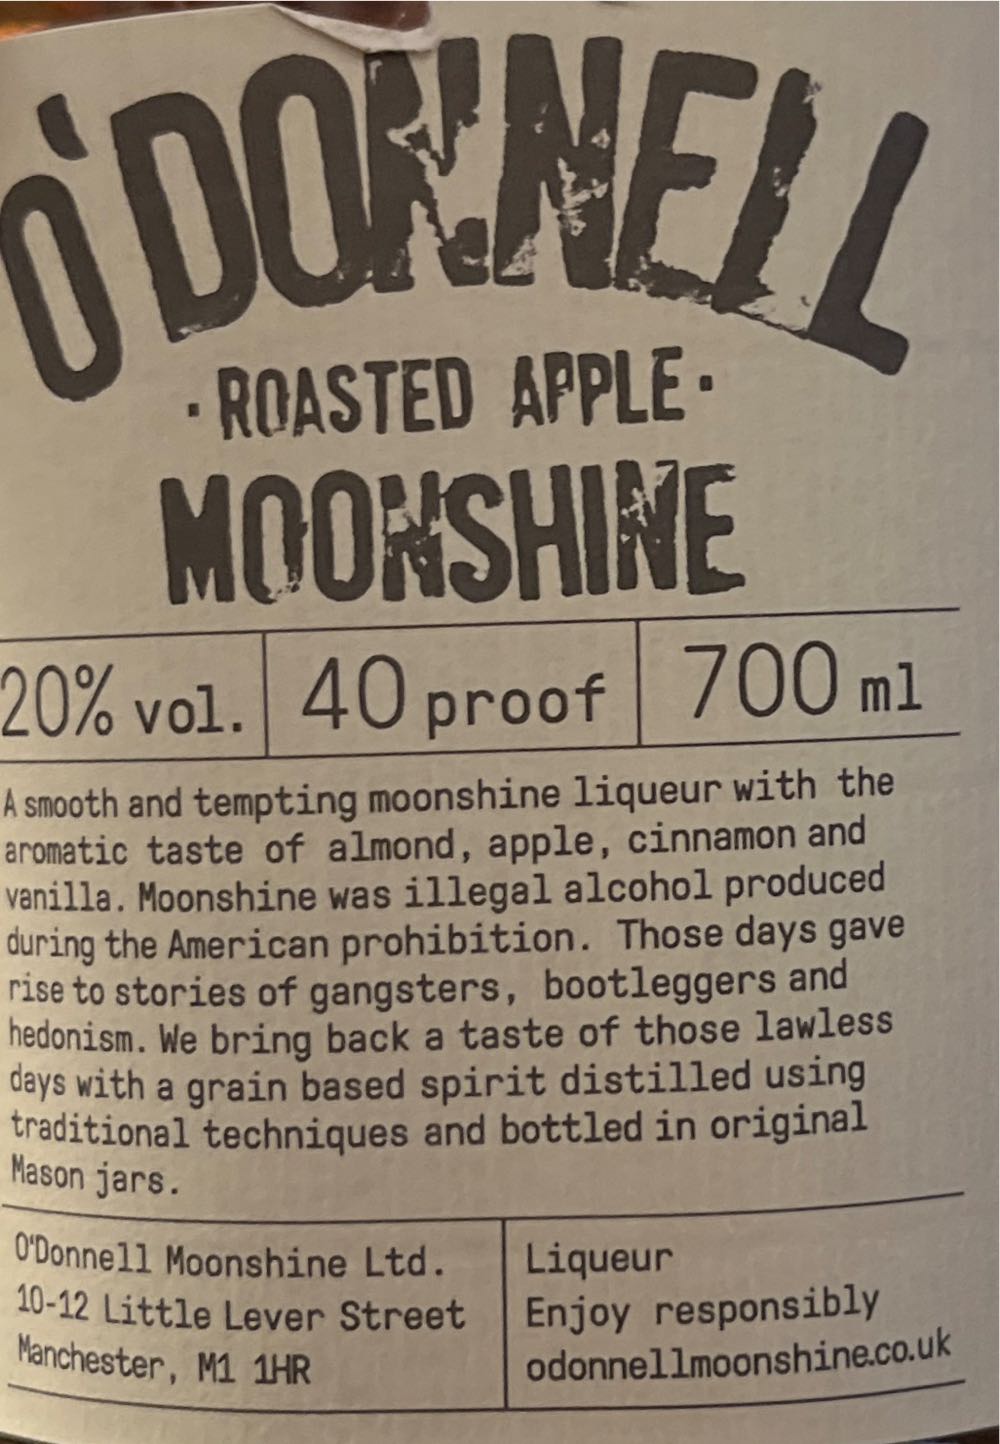 O'DONNELL
· ROASTED APPLE ·
MOONSHINE
20% vol. 40 proof 700 ml
A smooth and tempting moonshine liqueur with the
aromatic taste of almond, apple, cinnamon and
vanilla. Moonshine was illegal alcohol produced
during the American prohibition. Those days gave
rise to stories of gangsters, bootleggers and
hedonism. We bring back a taste of those lawless
days with a grain based spirit distilled using
traditional techniques and bottled in original
Mason jars.
O'Donnell Moonshine Ltd.
10-12 Little Lever Street
Manchester, M1 1HR
Liqueur
Enjoy responsibly
odonnellmoonshine.co.uk